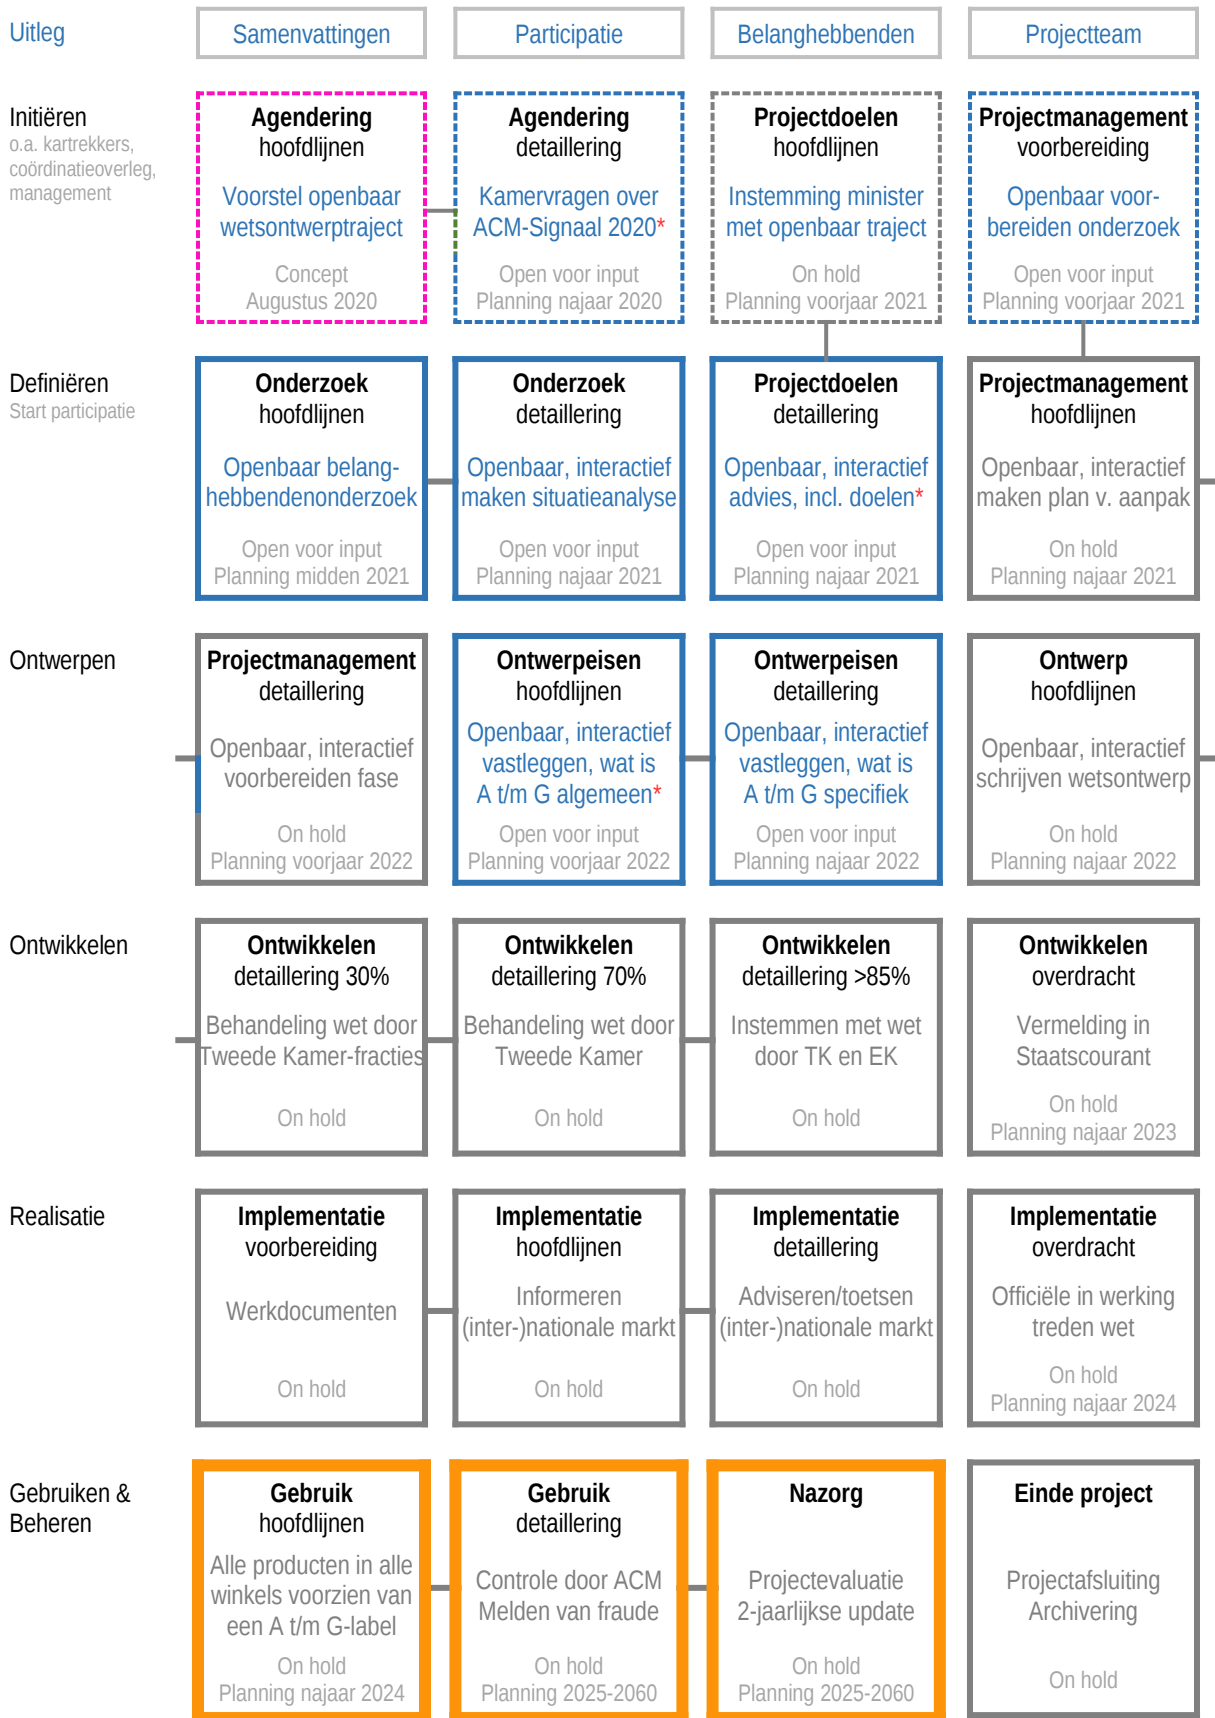 Uitleg
Samenvattingen
Participatie
Belanghebbenden
Projectteam
Initiëren
o.a. kartrekkers,
coördinatieoverleg,
management
Agendering
hoofdlijnen
Voorstel openbaar
wetsontwerptraject
Concept
Augustus 2020
Agendering
detaillering
Kamervragen over
ACM-Signaal 2020*
Open voor input
Planning najaar 2020
Projectdoelen
hoofdlijnen
Instemming minister
met openbaar traject
On hold
Planning voorjaar 2021
Projectmanagement
voorbereiding
Openbaar voor-
bereiden onderzoek
Open voor input
Planning voorjaar 2021
Definiëren
Start participatie
Onderzoek
hoofdlijnen
Openbaar belang-
hebbendenonderzoek
Open voor input
Planning midden 2021
Onderzoek
detaillering
Openbaar, interactief
maken situatieanalyse
Open voor input
Planning najaar 2021
Projectdoelen
detaillering
Openbaar, interactief
advies, incl. doelen*
Open voor input
Planning najaar 2021
Projectmanagement
hoofdlijnen
Openbaar, interactief
maken plan v. aanpak
On hold
Planning najaar 2021
Ontwerpen
Projectmanagement
detaillering
Openbaar, interactief
voorbereiden fase
On hold
Planning voorjaar 2022
Ontwerpeisen
hoofdlijnen
Openbaar, interactief
vastleggen, wat is
A t/m G algemeen*
Open voor input
Planning voorjaar 2022
Ontwerpeisen
detaillering
Openbaar, interactief
vastleggen, wat is
A t/m G specifiek
Open voor input
Planning najaar 2022
Ontwerp
hoofdlijnen
Openbaar, interactief
schrijven wetsontwerp
On hold
Planning najaar 2022
Ontwikkelen
Ontwikkelen
detaillering 30%
Behandeling wet door
Tweede Kamer-fracties
On hold
Ontwikkelen
detaillering 70%
Behandeling wet door
Tweede Kamer
On hold
Ontwikkelen
detaillering >85%
Instemmen met wet
door TK en EK
On hold
Ontwikkelen
overdracht
Vermelding in
Staatscourant
On hold
Planning najaar 2023
Realisatie
Implementatie
voorbereiding
Werkdocumenten
On hold
Implementatie
hoofdlijnen
Informeren
(inter-)nationale markt
On hold
Implementatie
detaillering
Adviseren/toetsen
(inter-)nationale markt
On hold
Implementatie
overdracht
Officiële in werking
treden wet
On hold
Planning najaar 2024
Gebruiken &
Beheren
Gebruik
hoofdlijnen
Alle producten in alle
winkels voorzien van
een A t/m G-label
On hold
Planning najaar 2024
Gebruik
detaillering
Controle door ACM
Melden van fraude
On hold
Planning 2025-2060
Nazorg
Projectevaluatie
2-jaarlijkse update
On hold
Planning 2025-2060
Einde project
Projectafsluiting
Archivering
On hold